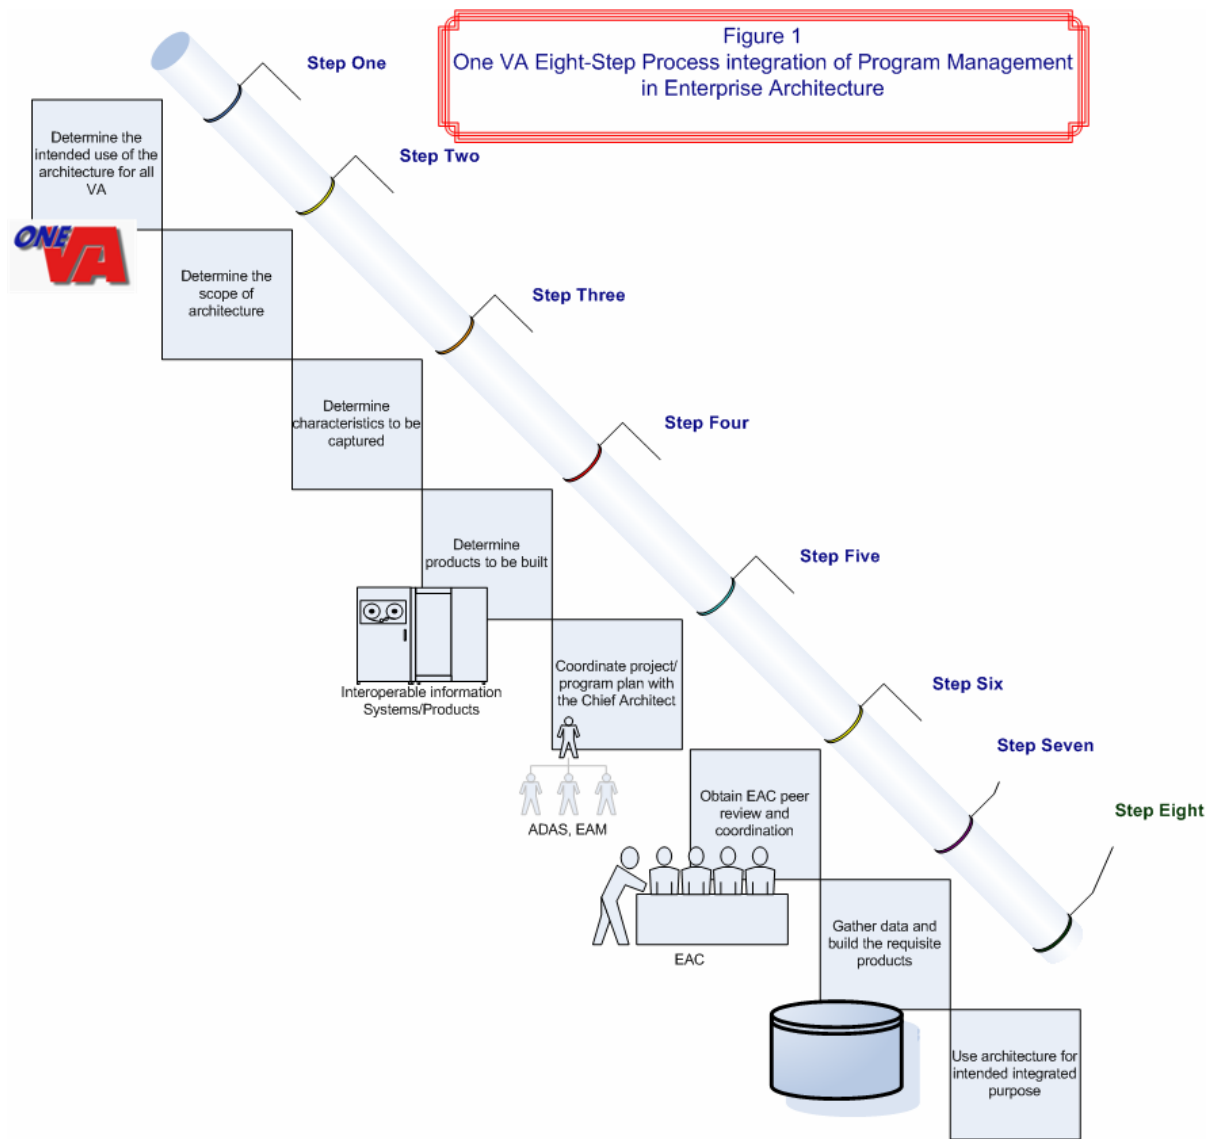 Figure 1
One VA Eight-Step Process integration of Program Management
in Enterprise Architecture
Step One
Determine the
intended use of the
architecture for all
VA
ONE
VA
Step Two
Determine the
scope of
architecture
Step Three
Determine
characteristics to be
captured
Step Four
Determine
products to be built
Interoperable information
Systems/Products
Step Five
Coordinate project/
program plan with
the Chief Architect
ADAS, EAM
Step Six
Obtain EAC peer
review and
coordination
EAC
Step Seven
Gather data and
build the requisite
products
Step Eight
Use architecture for
intended integrated
purpose